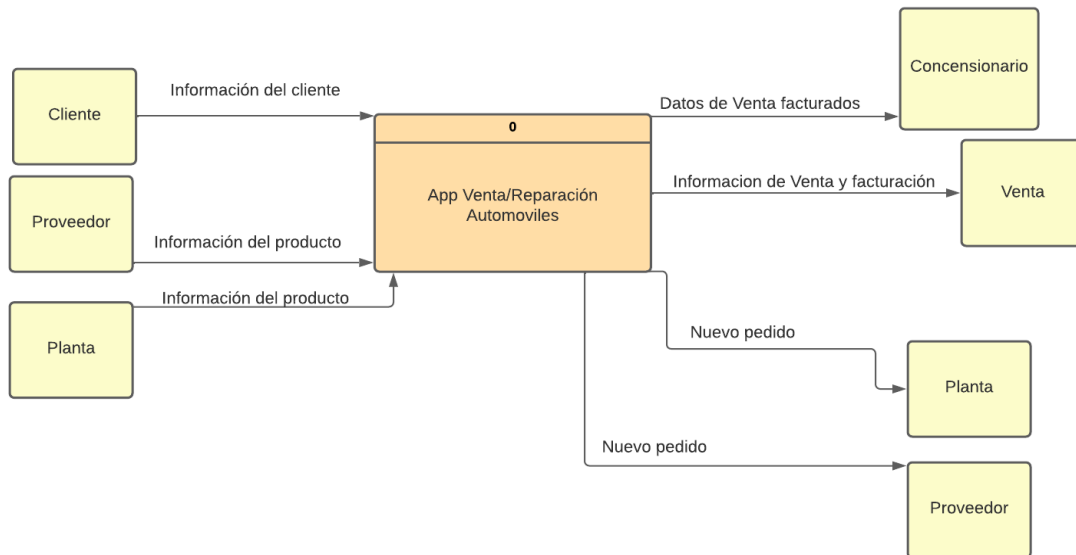 Concensionario
Información del cliente
Datos de Venta facturados
Cliente
0
App Venta/Reparación
Automoviles
Informacion de Venta y facturación
Venta
Proveedor
Información del producto
Información del producto
Planta
Nuevo pedido
Planta
Nuevo pedido
Proveedor